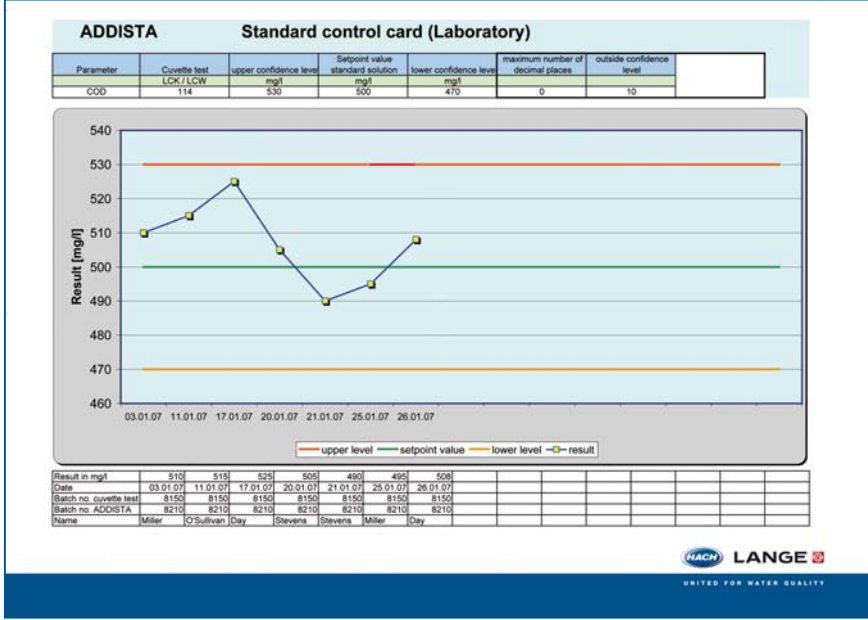 ADDISTA Standard control card (Laboratory)
Parameter Cuvette test upper confidence level Setpoint value standard solution lower confidence level maximum number of decimal places outside confidence level
LCK / LCW mg/l mg/l mg/l
COD 114 530 500 470 0 10
540
530
520
510
500
490
480
470
460
Result [mg/l]
03.01.07 11.01.07 17.01.07 20.01.07 21.01.07 25.01.07 26.01.07
upper level setpoint value lower level result
Result in mg/l 510 515 525 505 490 495 508
Date 03.01.07 11.01.07 17.01.07 20.01.07 21.01.07 25.01.07 26.01.07
Batch no. cuvette test 8150 8150 8150 8150 8150 8150 8150
Batch no. ADDISTA 8210 8210 8210 8210 8210 8210 8210
Name Miller O'Sullivan Day Stevens Stevens Miller Day
HACH LANGE
UNITED FOR WATER QUALITY